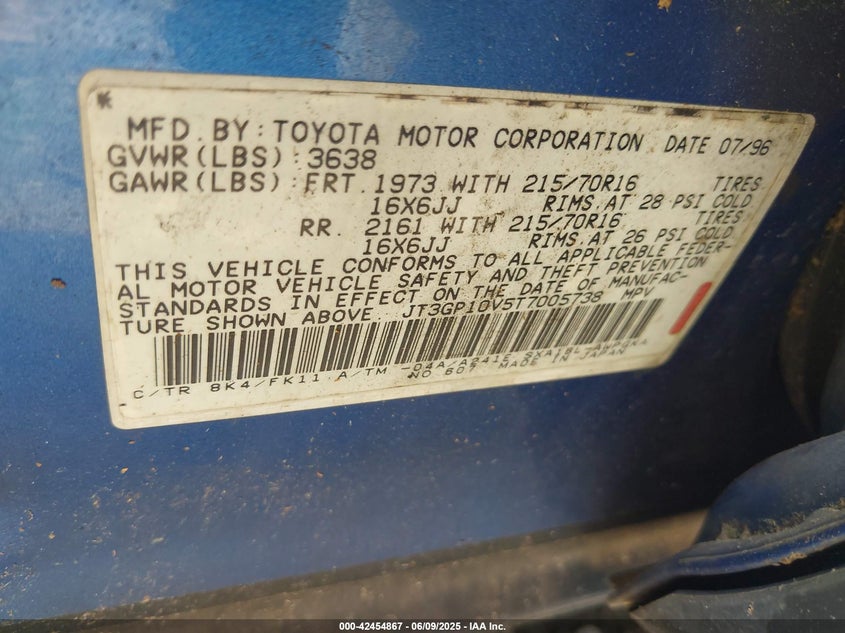 MFD. BY: TOYOTA MOTOR CORPORATION DATE 07/96
GVWR(LBS):3638
GAWR(LBS):FRT. 1973 WITH 215/70R16 TIRES
16X6JJ RIMS. AT 28 PSI COLD
RR. 2161 WITH 215/70R16 TIRES
16X6JJ RIMS. AT 26 PSI COLD
THIS VEHICLE CONFORMS TO ALL APPLICABLE FEDER-
AL MOTOR VEHICLE SAFETY AND THEFT PREVENTION
STANDARDS IN EFFECT ON THE DATE OF MANUFAC-
TURE SHOWN ABOVE. JT3GP10V5T7005738 MPV
C/TR 8K4/FK11 A/TM -04A/A241E SXA15L-AWPGKA
NO.607 MADE IN JAPAN
000-42454867 | 06/09/2025 | IAA Inc.